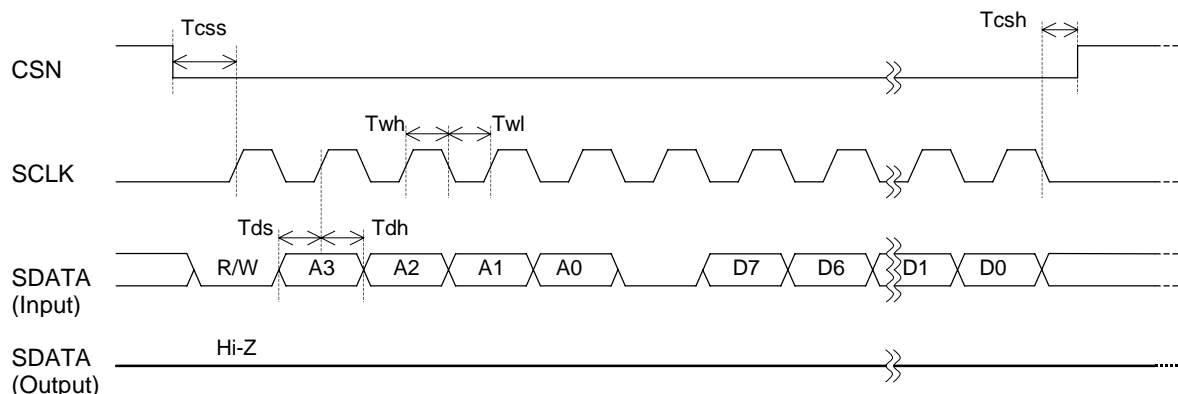 Tcss
Tcsh
CSN
Twh
Twl
SCLK
Tds
Tdh
R/W A3 A2 A1 A0 D7 D6 D1 D0
SDATA
(Input)
Hi-Z
SDATA
(Output)